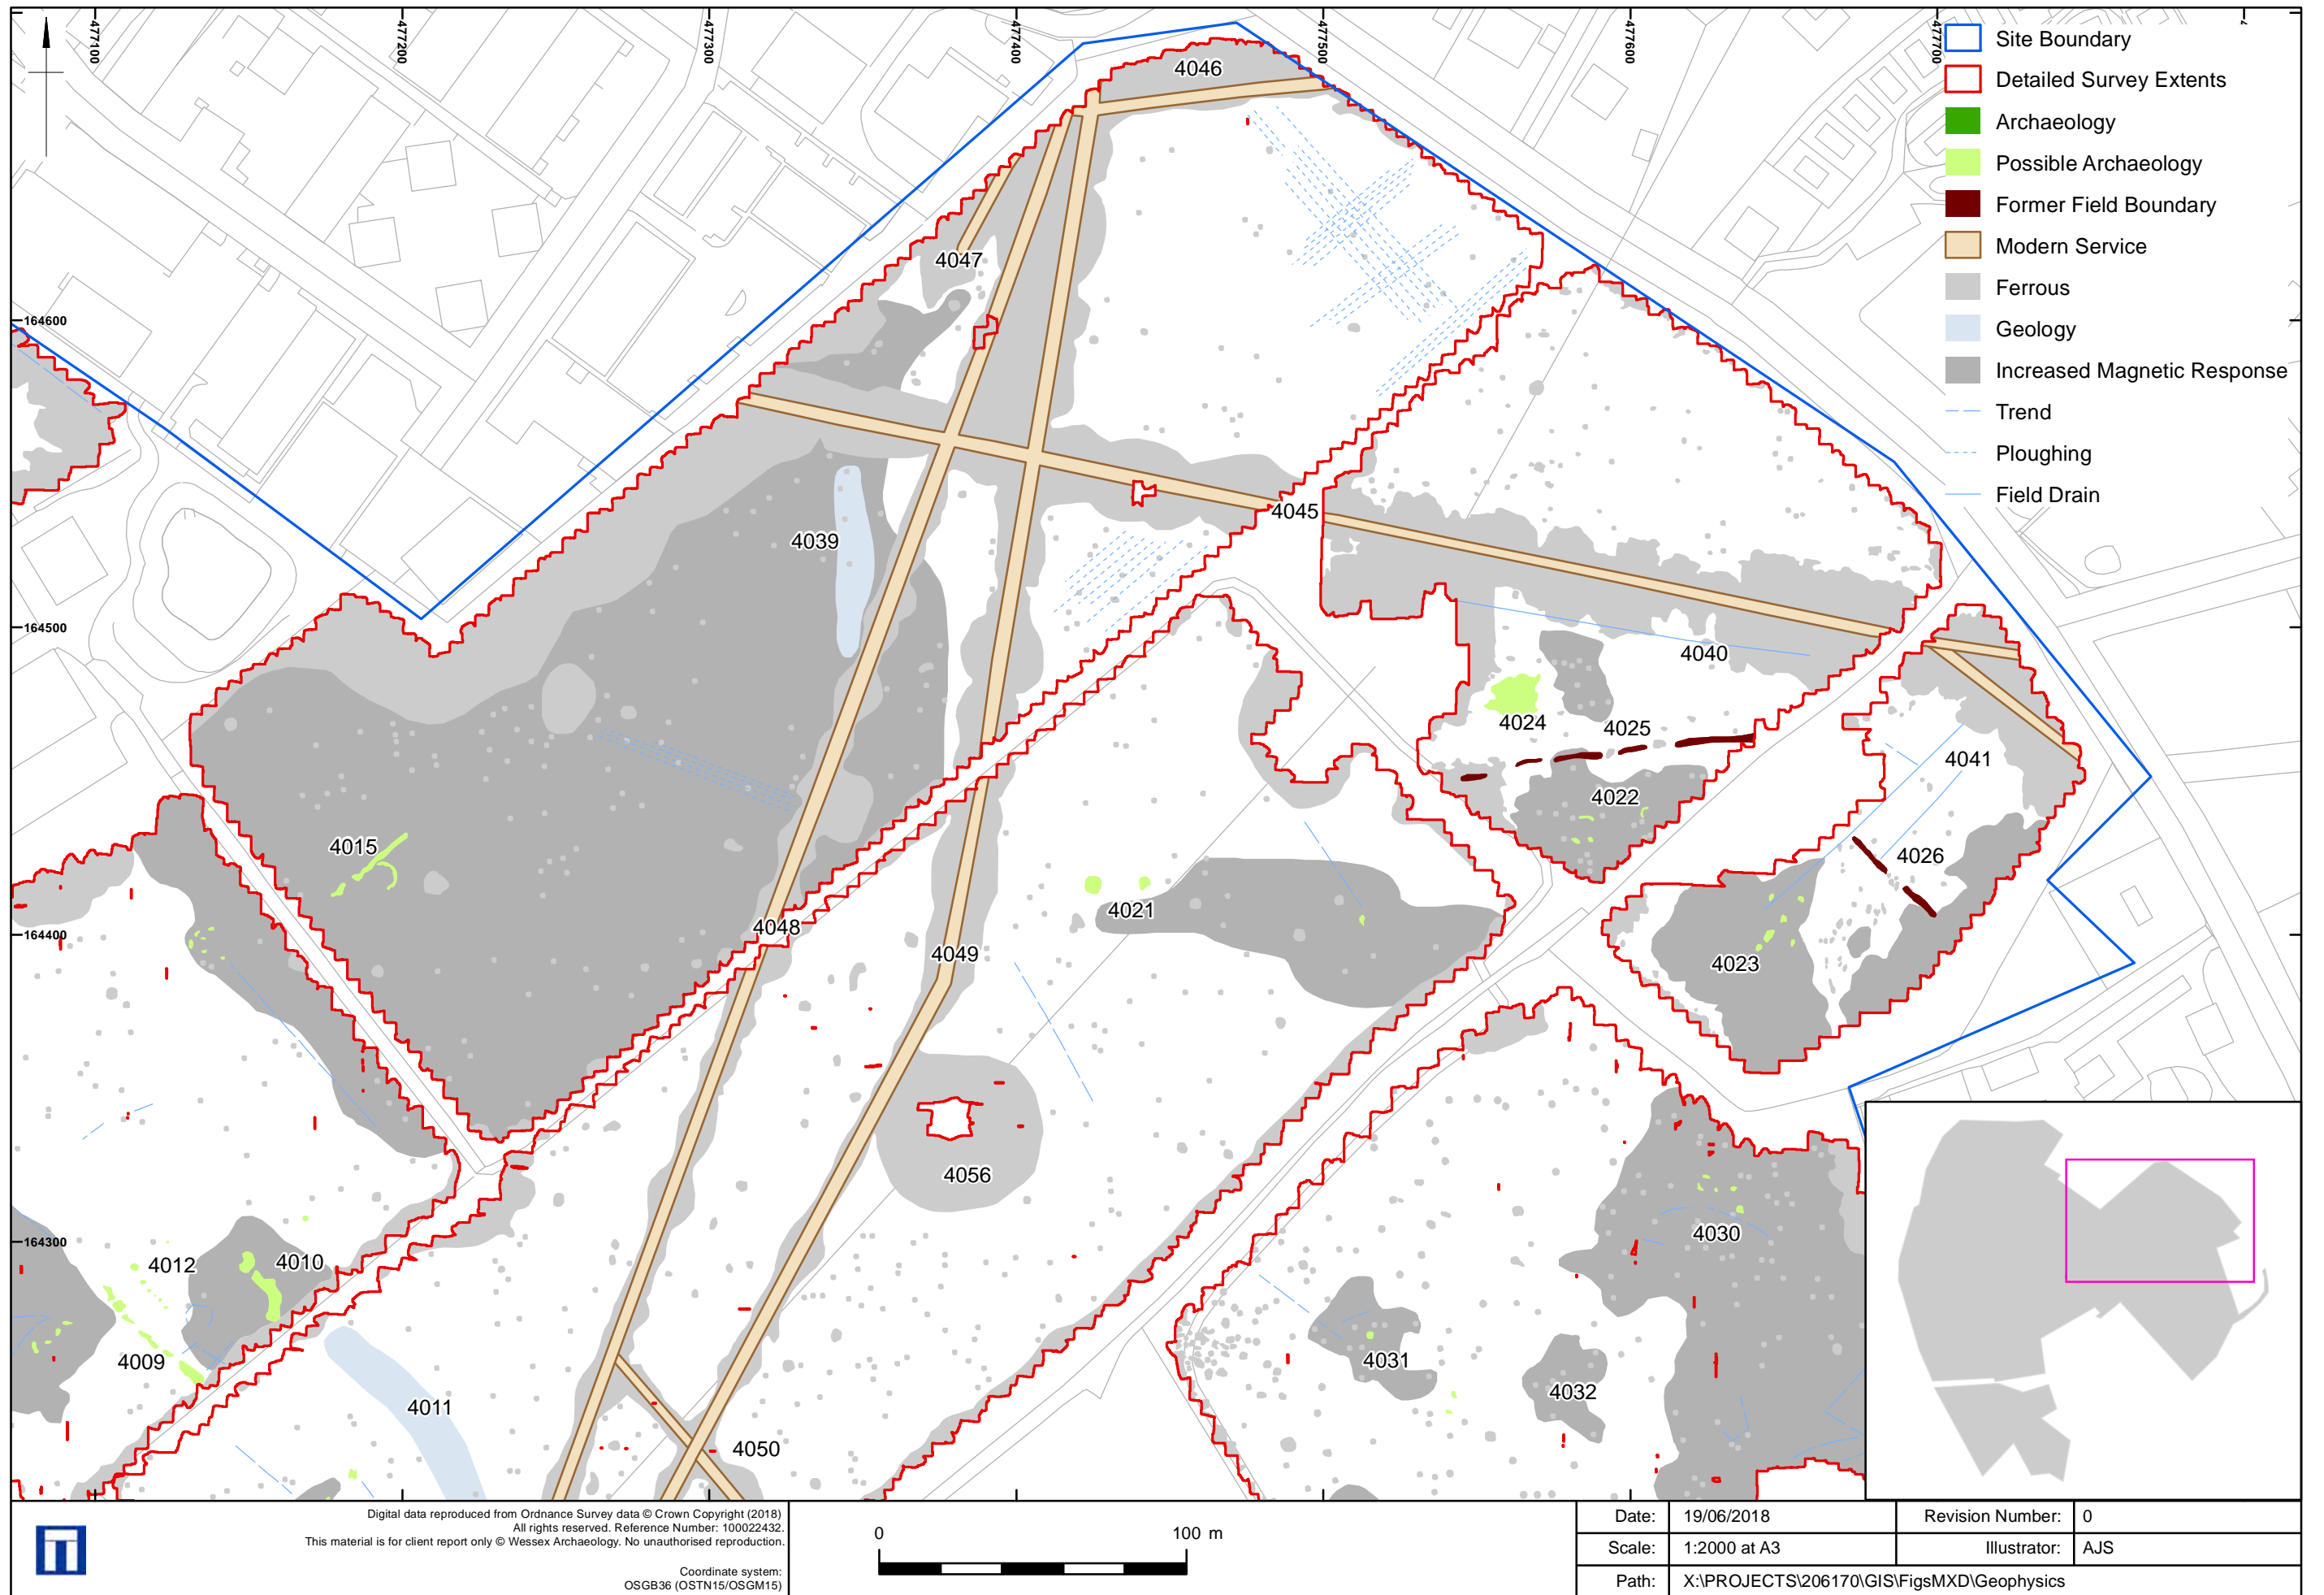 477100
477200
477300
477400
477500
477600
477700
Site Boundary
Detailed Survey Extents
Archaeology
Possible Archaeology
Former Field Boundary
Modern Service
Ferrous
Geology
Increased Magnetic Response
Trend
Ploughing
Field Drain
4046
4047
164600
4045
4039
164500
4040
4024
4025
4041
4022
4015
4026
4021
4048
164400
4049
4023
4056
4030
164300
4012
4010
4009
4031
4032
4011
4050
Digital data reproduced from Ordnance Survey data © Crown Copyright (2018)
All rights reserved. Reference Number: 100022432.
This material is for client report only © Wessex Archaeology. No unauthorised reproduction.
Coordinate system:
OSGB36 (OSTN15/OSGM15)
0 100 m
Date: 19/06/2018 Revision Number: 0
Scale: 1:2000 at A3 Illustrator: AJS
Path: X:\PROJECTS\206170\GIS\FigsMXD\Geophysics